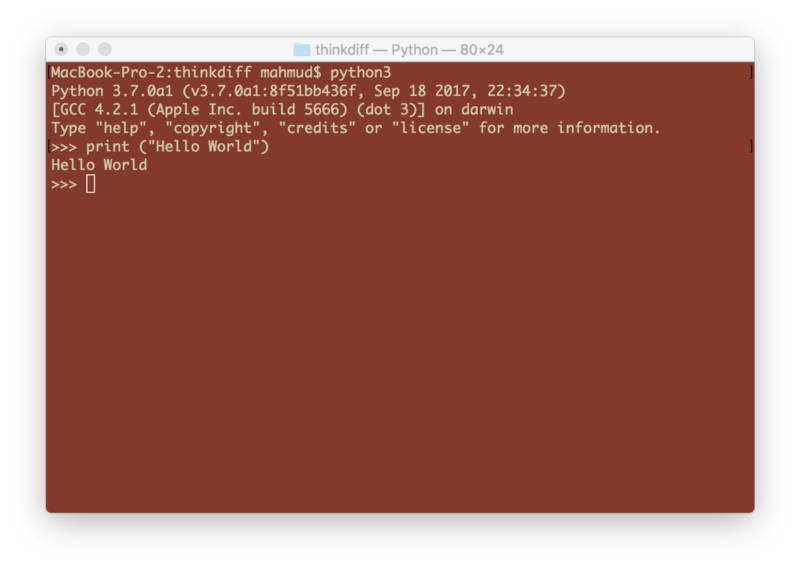 thinkdiff — Python — 80×24
[MacBook-Pro-2:thinkdiff mahmud$ python3 ]
Python 3.7.0a1 (v3.7.0a1:8f51bb436f, Sep 18 2017, 22:34:37)
[GCC 4.2.1 (Apple Inc. build 5666) (dot 3)] on darwin
Type "help", "copyright", "credits" or "license" for more information.
[>>> print ("Hello World") ]
Hello World
>>>